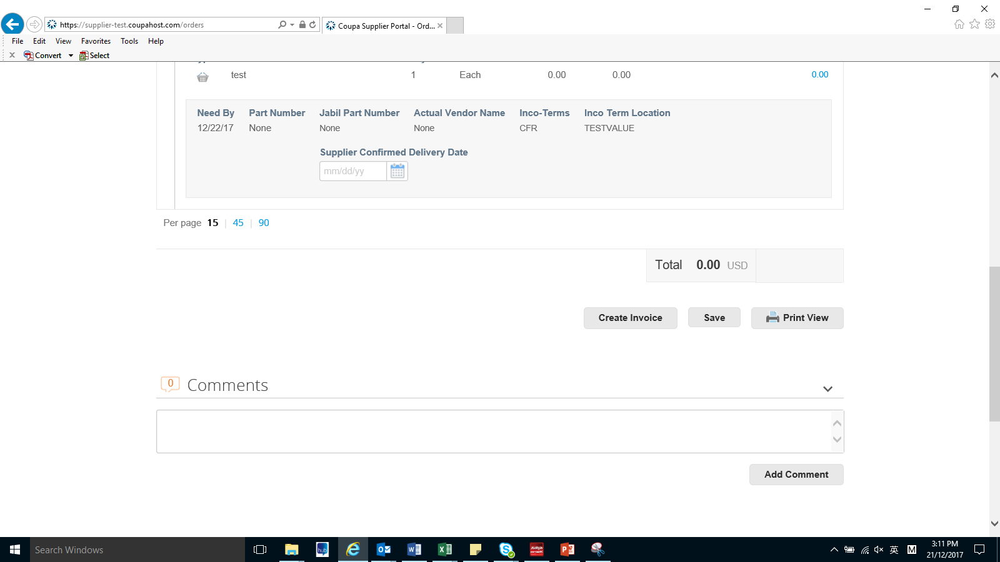 https://supplier-test.coupahost.com/orders
Coupa Supplier Portal - Ord...
File Edit View Favorites Tools Help
x Convert Select
test 1 Each 0.00 0.00 0.00
Need By Part Number Jabil Part Number Actual Vendor Name Inco-Terms Inco Term Location
12/22/17 None None None CFR TESTVALUE
Supplier Confirmed Delivery Date
mm/dd/yy
Per page 15 | 45 | 90
Total 0.00 USD
Create Invoice Save Print View
0 Comments
Add Comment
Search Windows
hub
AVAYA
英 M
3:11 PM
21/12/2017